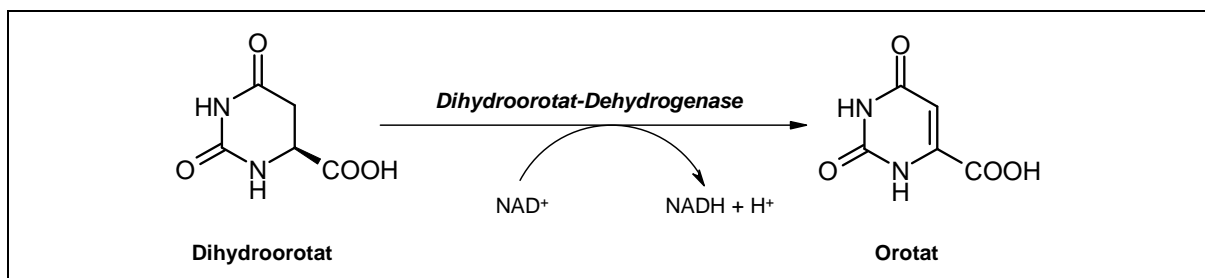 O
HN
O
N
H
COOH
Dihydroorotat
Dihydroorotat-Dehydrogenase
NAD⁺
NADH + H⁺
O
HN
O
N
H
COOH
Orotat